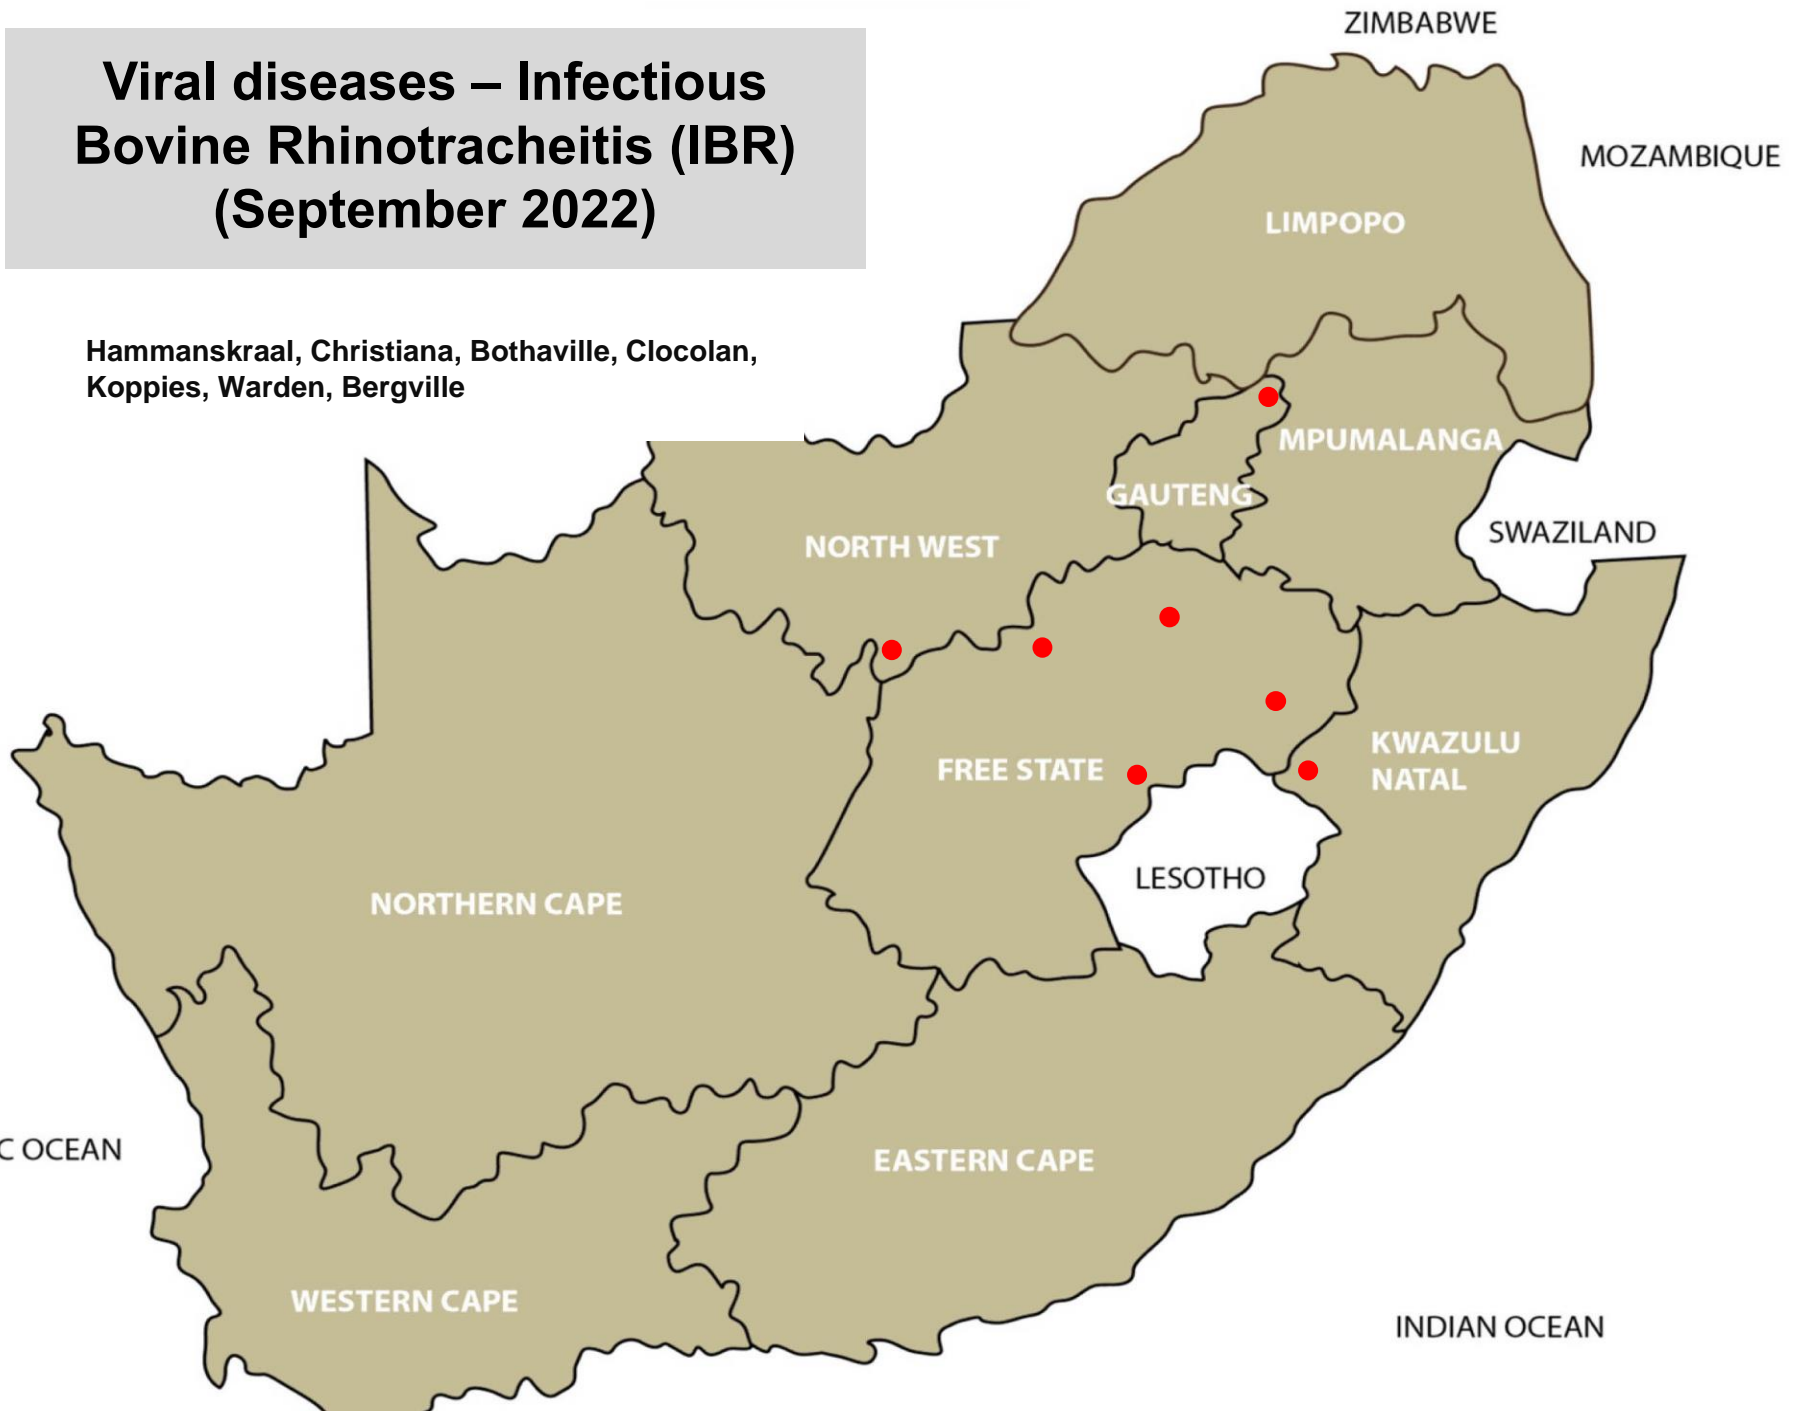 Viral diseases – Infectious
Bovine Rhinotracheitis (IBR)
(September 2022)
Hammanskraal, Christiana, Bothaville, Clocolan,
Koppies, Warden, Bergville
ZIMBABWE
MOZAMBIQUE
LIMPOPO
MPUMALANGA
GAUTENG
SWAZILAND
NORTH WEST
KWAZULU
NATAL
FREE STATE
LESOTHO
NORTHERN CAPE
C OCEAN
EASTERN CAPE
WESTERN CAPE
INDIAN OCEAN